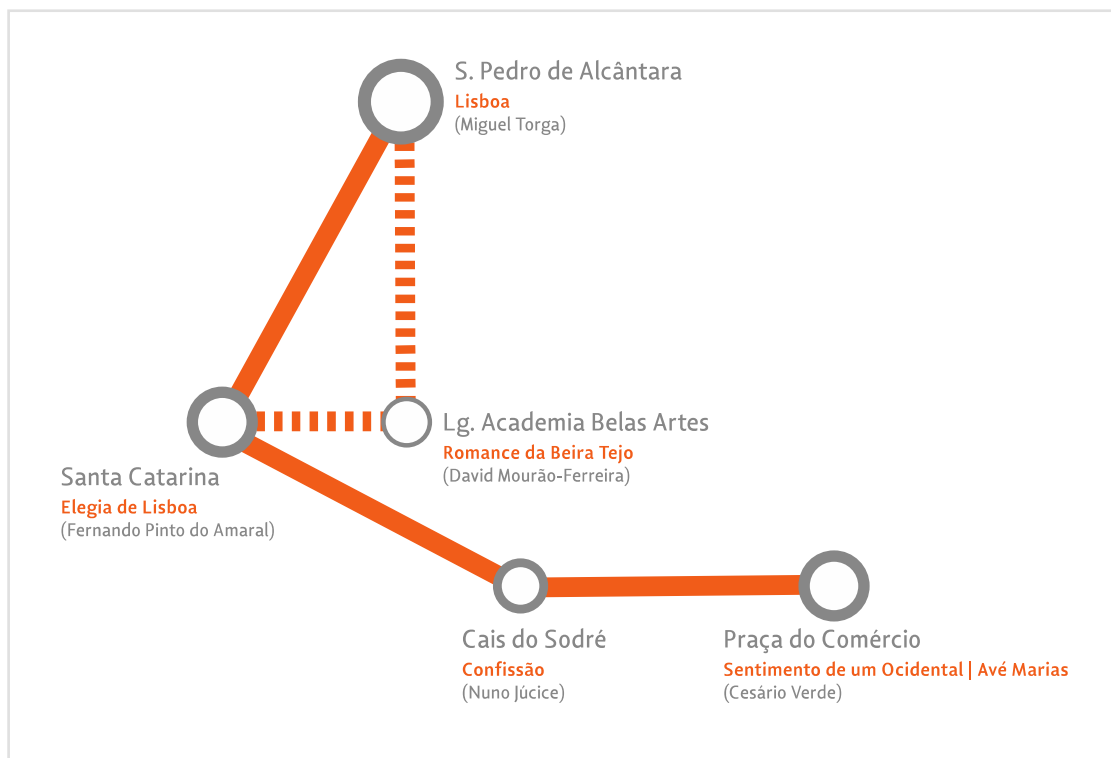 S. Pedro de Alcântara
Lisboa
(Miguel Torga)
Lg. Academia Belas Artes
Romance da Beira Tejo
(David Mourão-Ferreira)
Santa Catarina
Elegia de Lisboa
(Fernando Pinto do Amaral)
Cais do Sodré
Confissão
(Nuno Júcice)
Praça do Comércio
Sentimento de um Ocidental | Avé Marias
(Cesário Verde)